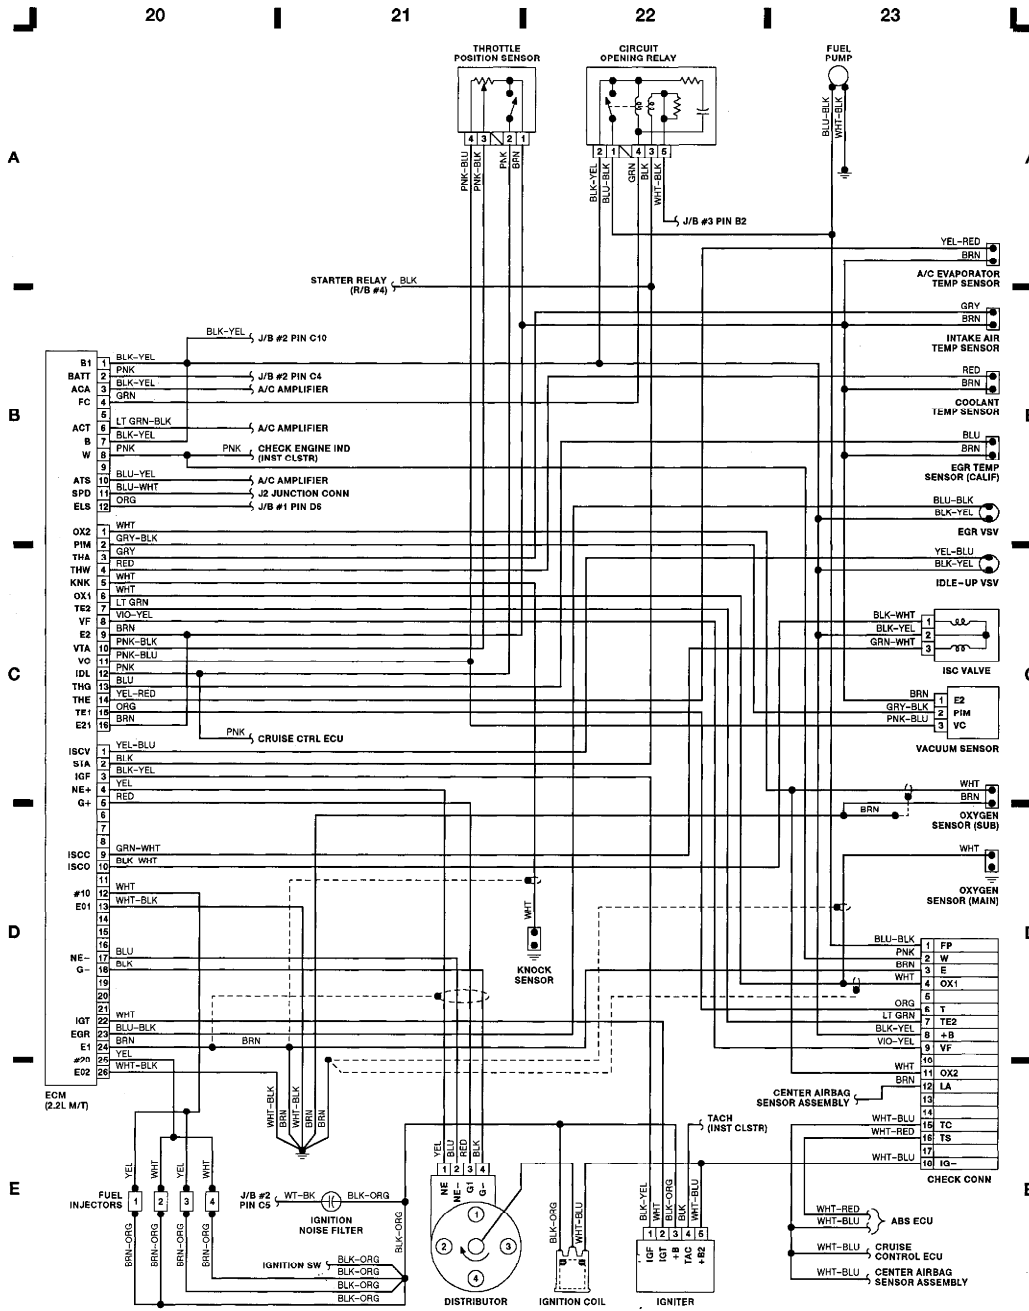 20 21 22 23
THROTTLE POSITION SENSOR
CIRCUIT OPENING RELAY
FUEL PUMP
4 3 2 1
2 1 4 3 5
PNK-BLU
PNK-BLK
PNK
BRN
BLK-YEL
BLU-BLK
GRN
BLK
WHT-BLK
BLU-BLK
WHT-BLK
A
J/B #3 PIN B2
YEL-RED
BRN
A/C EVAPORATOR TEMP SENSOR
STARTER RELAY (R/B #4)
BLK
GRY
BRN
INTAKE AIR TEMP SENSOR
BLK-YEL
J/B #2 PIN C10
B1 1 BLK-YEL
BATT 2 PNK J/B #2 PIN C4
ACA 3 BLK-YEL A/C AMPLIFIER
FC 4 GRN
5
ACT 6 LT GRN-BLK A/C AMPLIFIER
B 7 BLK-YEL
W 8 PNK PNK CHECK ENGINE IND (INST CLSTR)
9
ATS 10 BLU-YEL A/C AMPLIFIER
SPD 11 BLU-WHT J2 JUNCTION CONN
ELS 12 ORG J/B #1 PIN D6
B
RED
BRN
COOLANT TEMP SENSOR
BLU
BRN
EGR TEMP SENSOR (CALIF)
BLU-BLK
BLK-YEL
EGR VSV
OX2 1 WHT
PIM 2 GRY-BLK
THA 3 GRY
THW 4 RED
KNK 5 WHT
OX1 6 WHT
TE2 7 LT GRN
VF 8 VIO-YEL
E2 9 BRN
VTA 10 PNK-BLK
VC 11 PNK-BLU
IDL 12 PNK
THG 13 BLU
THE 14 YEL-RED
TE1 15 ORG
E21 16 BRN
PNK CRUISE CTRL ECU
C
YEL-BLU
BLK-YEL
IDLE-UP VSV
BLK-WHT 1
BLK-YEL 2
GRN-WHT 3
ISC VALVE
BRN 1 E2
GRY-BLK 2 PIM
PNK-BLU 3 VC
VACUUM SENSOR
ISCV 1 YEL-BLU
STA 2 BLK
IGF 3 BLK-YEL
NE+ 4 YEL
G+ 5 RED
6
7
8
ISCC 9 GRN-WHT
ISCO 10 BLK WHT
11
#10 12 WHT
E01 13 WHT-BLK
14
15
16
NE- 17 BLU
G- 18 BLK
19
20
21
IGT 22 WHT
EGR 23 BLU-BLK
E1 24 BRN BRN
#20 25 YEL
E02 26 WHT-BLK
ECM (2.2L M/T)
D
WHT
BRN
BRN
OXYGEN SENSOR (SUB)
WHT
OXYGEN SENSOR (MAIN)
WHT
KNOCK SENSOR
BLU-BLK 1 FP
PNK 2 W
BRN 3 E
WHT 4 OX1
5
ORG 6 T
LT GRN 7 TE2
BLK-YEL 8 +B
VIO-YEL 9 VF
10
WHT 11 OX2
BRN 12 LA
13
14
WHT-BLU 15 TC
WHT-RED 16 TS
17
WHT-BLU 18 IG-
CHECK CONN
CENTER AIRBAG SENSOR ASSEMBLY
WHT-BLK
BRN
WHT-BLK
BRN
BRN
TACH (INST CLSTR)
E
YEL
WHT
YEL
WHT
FUEL INJECTORS
1 2 3 4
BRN-ORG
BRN-ORG
BRN-ORG
BRN-ORG
J/B #2 PIN C5
WT-BK
BLK-ORG
IGNITION NOISE FILTER
BLK-ORG
IGNITION SW
BLK-ORG
BLK-ORG
BLK-ORG
BLK-ORG
YEL
BLU
RED
BLK
1 2 3 4
NE
NE-
G1
G-
1
2
3
4
DISTRIBUTOR
BLK-ORG
WHT-BLU
IGNITION COIL
BLK-YEL
WHT
BLK-ORG
BLK
WHT-BLU
1 2 3 4 5
IGF
IGT
+B
TAC
+B2
IGNITER
WHT-RED
WHT-BLU
ABS ECU
WHT-BLU CRUISE CONTROL ECU
WHT-BLU CENTER AIRBAG SENSOR ASSEMBLY